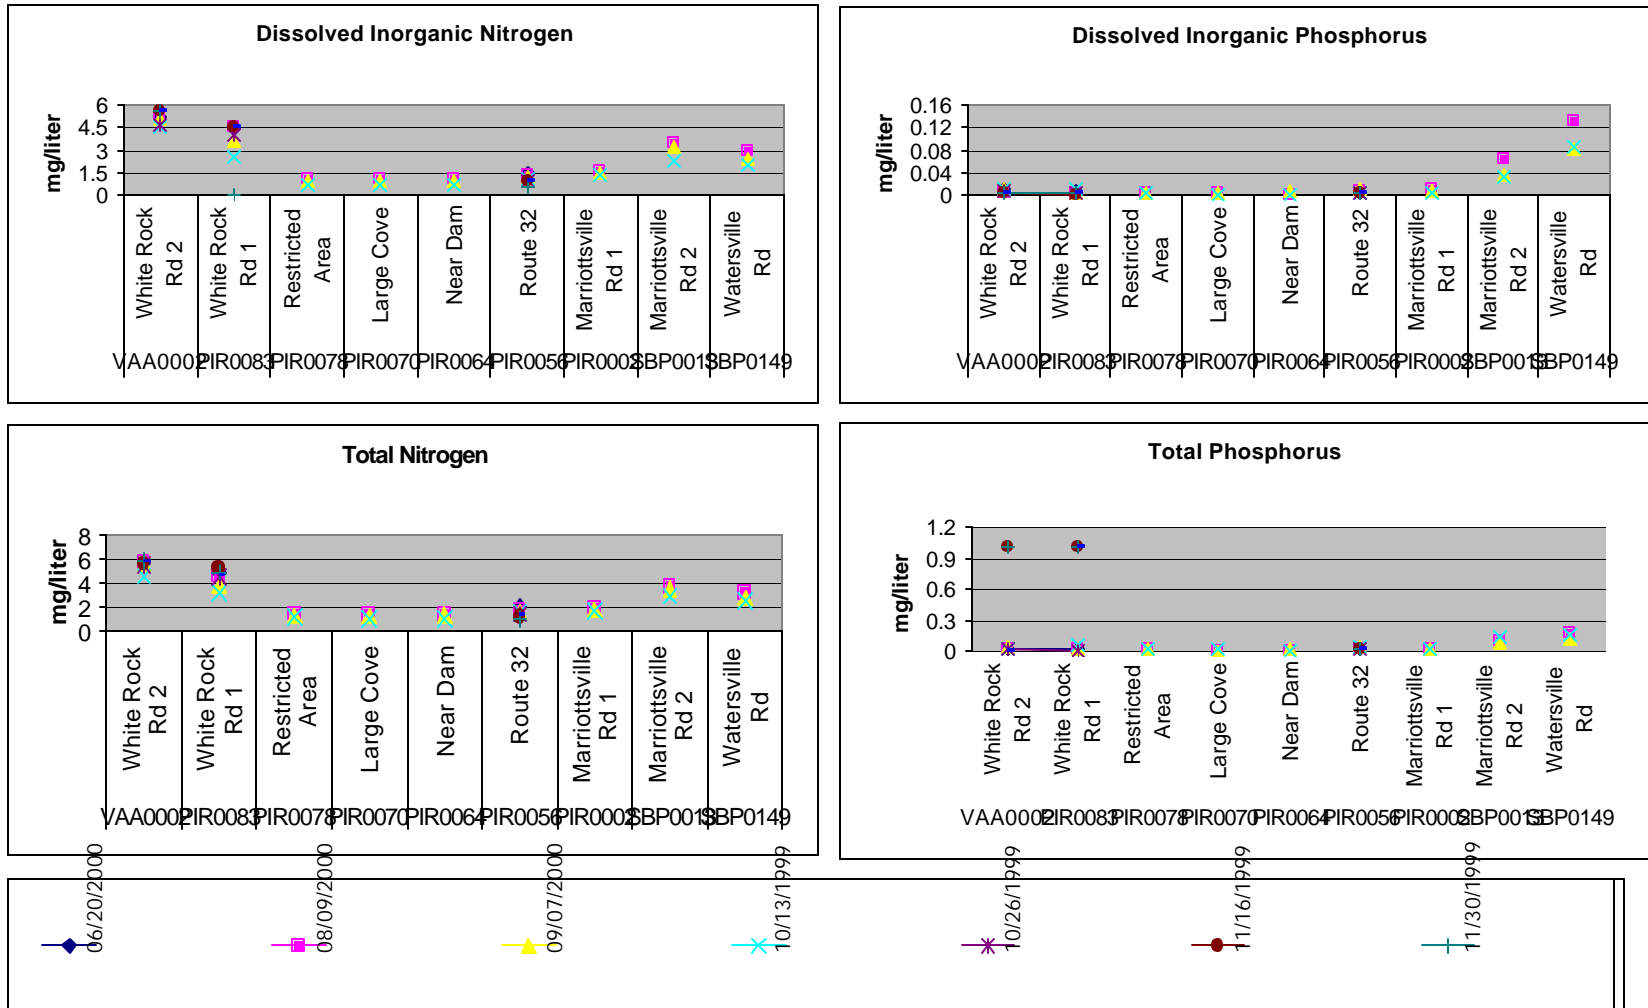 Dissolved Inorganic Nitrogen
mg/liter
6
4.5
3
1.5
0
White Rock Rd 2
White Rock Rd 1
Restricted Area
Large Cove
Near Dam
Route 32
Marriottsville Rd 1
Marriottsville Rd 2
Watersville Rd
VAA0002 PIR0083 PIR0078 PIR0070 PIR0064 PIR0056 PIR0002 SBP0013 SBP0149
Dissolved Inorganic Phosphorus
mg/liter
0.16
0.12
0.08
0.04
0
White Rock Rd 2
White Rock Rd 1
Restricted Area
Large Cove
Near Dam
Route 32
Marriottsville Rd 1
Marriottsville Rd 2
Watersville Rd
VAA0002 PIR0083 PIR0078 PIR0070 PIR0064 PIR0056 PIR0002 SBP0013 SBP0149
Total Nitrogen
mg/liter
8
6
4
2
0
White Rock Rd 2
White Rock Rd 1
Restricted Area
Large Cove
Near Dam
Route 32
Marriottsville Rd 1
Marriottsville Rd 2
Watersville Rd
VAA0002 PIR0083 PIR0078 PIR0070 PIR0064 PIR0056 PIR0002 SBP0013 SBP0149
Total Phosphorus
mg/liter
1.2
0.9
0.6
0.3
0
White Rock Rd 2
White Rock Rd 1
Restricted Area
Large Cove
Near Dam
Route 32
Marriottsville Rd 1
Marriottsville Rd 2
Watersville Rd
VAA0002 PIR0083 PIR0078 PIR0070 PIR0064 PIR0056 PIR0002 SBP0013 SBP0149
06/20/2000
08/09/2000
09/07/2000
10/13/1999
10/26/1999
11/16/1999
11/30/1999